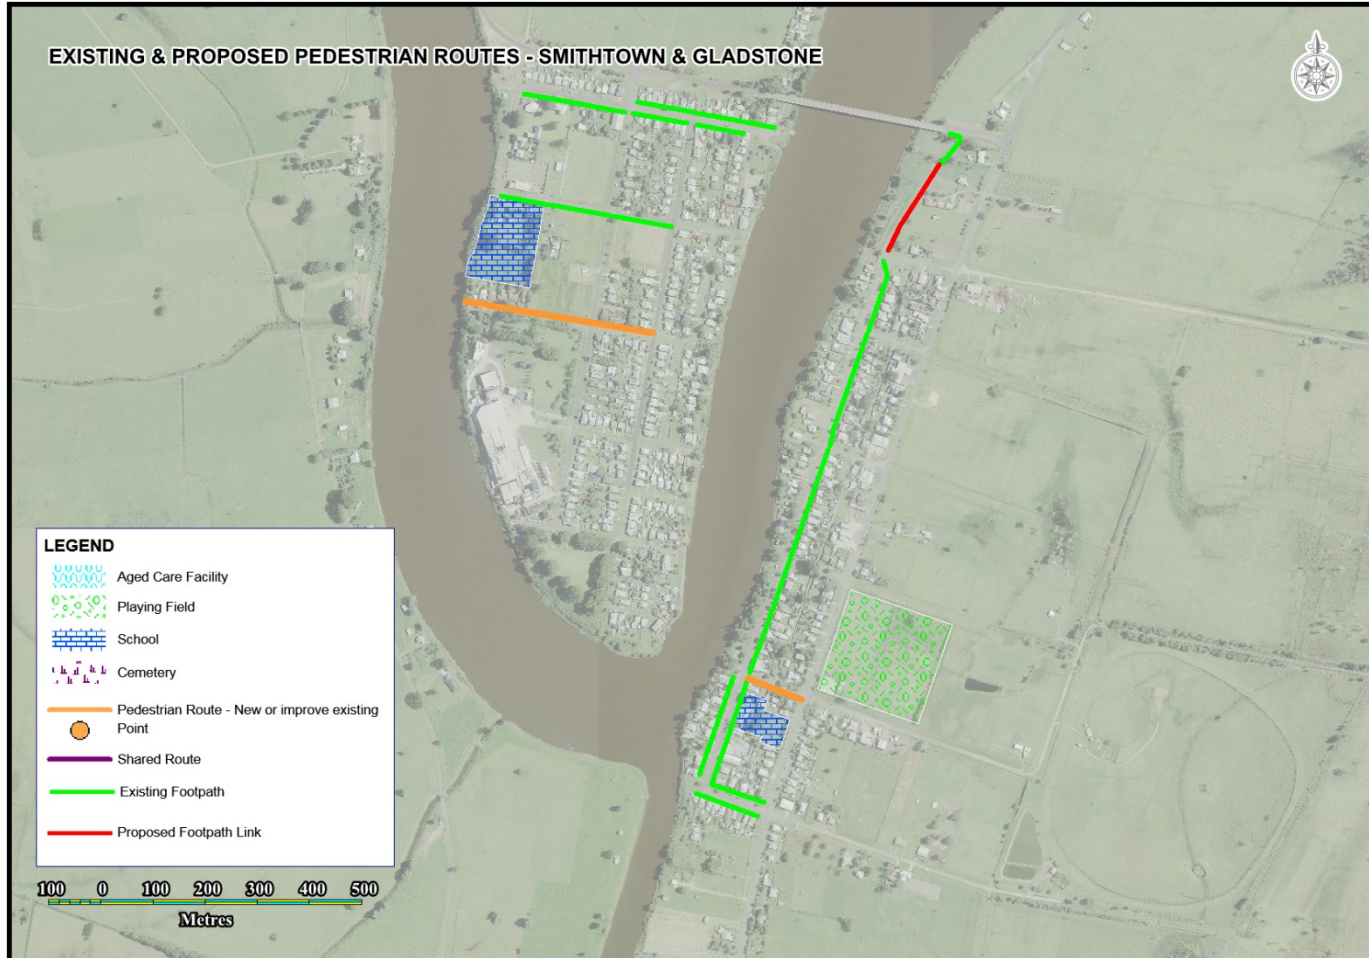 EXISTING & PROPOSED PEDESTRIAN ROUTES - SMITHTOWN & GLADSTONE
LEGEND
Aged Care Facility
Playing Field
School
Cemetery
Pedestrian Route - New or improve existing
Point
Shared Route
Existing Footpath
Proposed Footpath Link
100 0 100 200 300 400 500
Metres